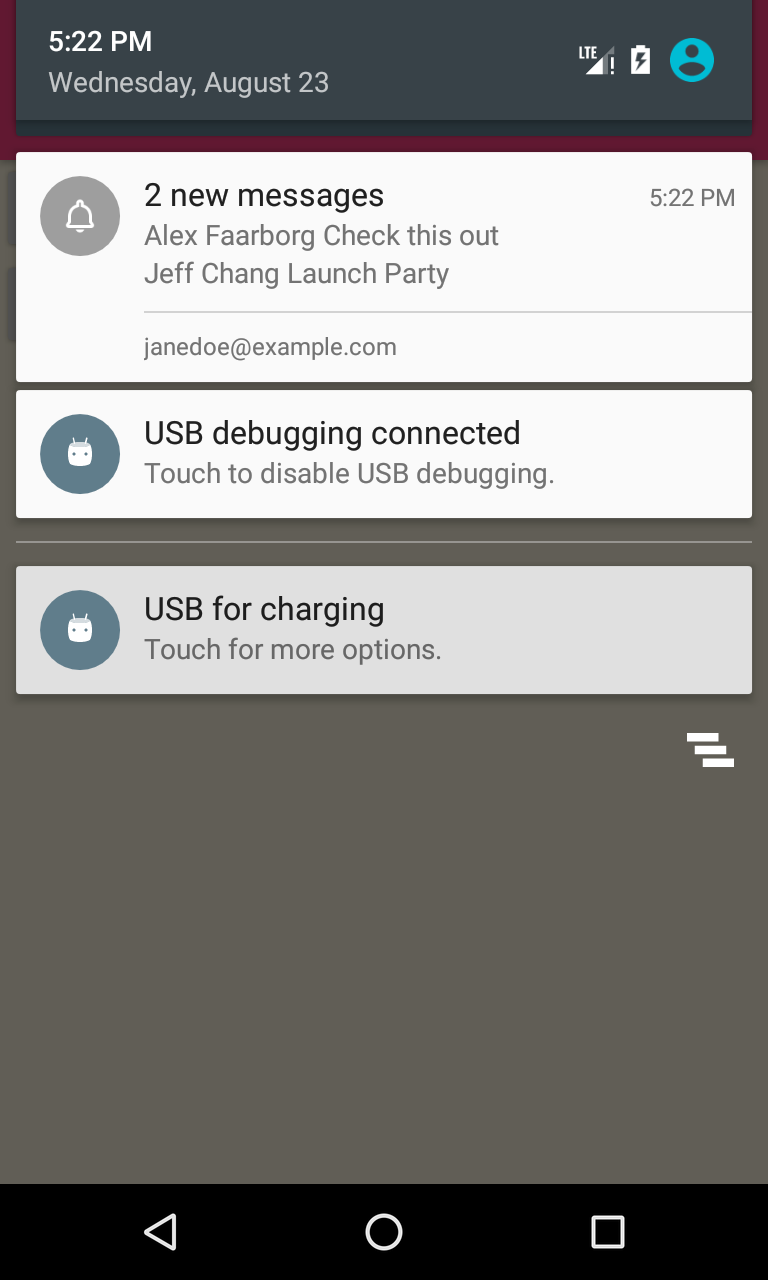 5:22 PM
Wednesday, August 23
LTE
2 new messages
5:22 PM
Alex Faarborg Check this out
Jeff Chang Launch Party
janedoe@example.com
USB debugging connected
Touch to disable USB debugging.
USB for charging
Touch for more options.